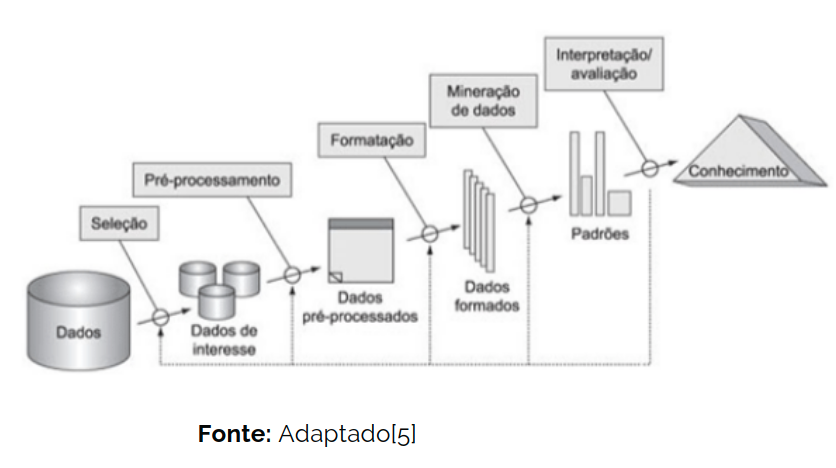 Interpretação/
avaliação
Mineração
de dados
Formatação
Pré-processamento
Seleção
Dados
Dados de
interesse
Dados
pré-processados
Dados
formados
Padrões
Conhecimento
Fonte: Adaptado[5]